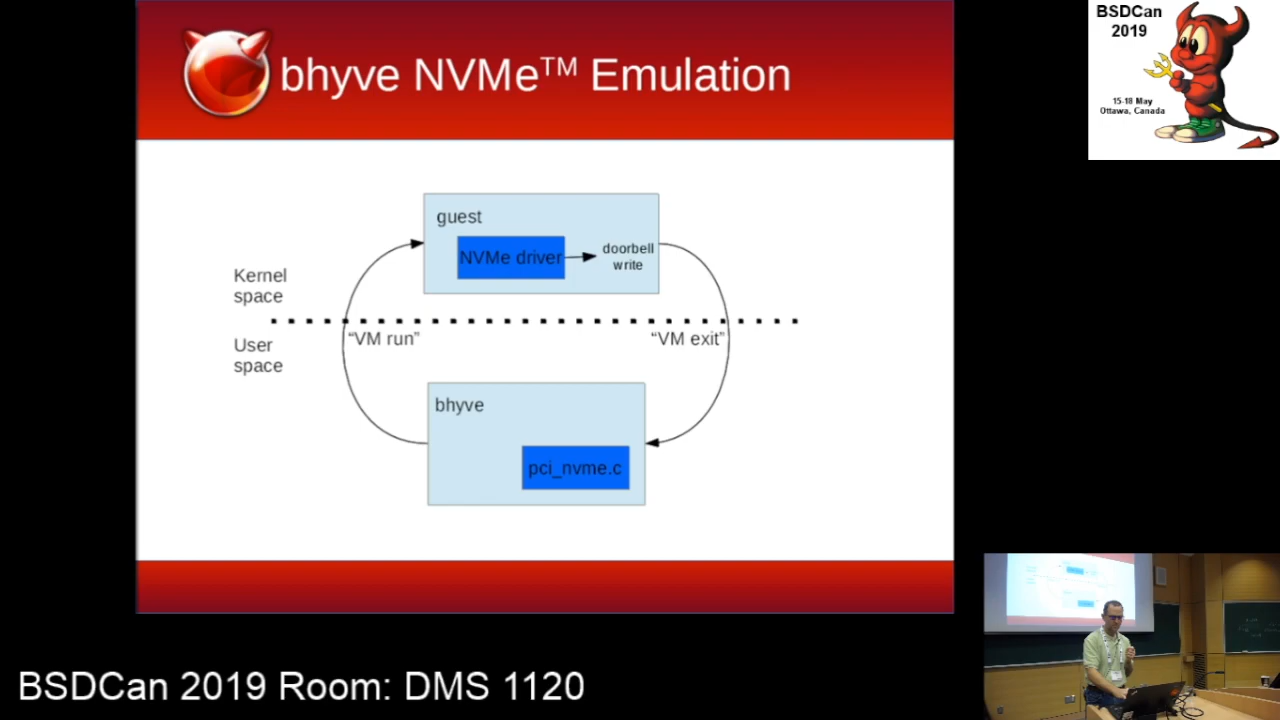 bhyve NVMe™ Emulation
BSDCan
2019
15-18 May
Ottawa, Canada
guest
NVMe driver
doorbell
write
Kernel
space
"VM run"
"VM exit"
User
space
bhyve
pci_nvme.c
BSDCan 2019 Room: DMS 1120